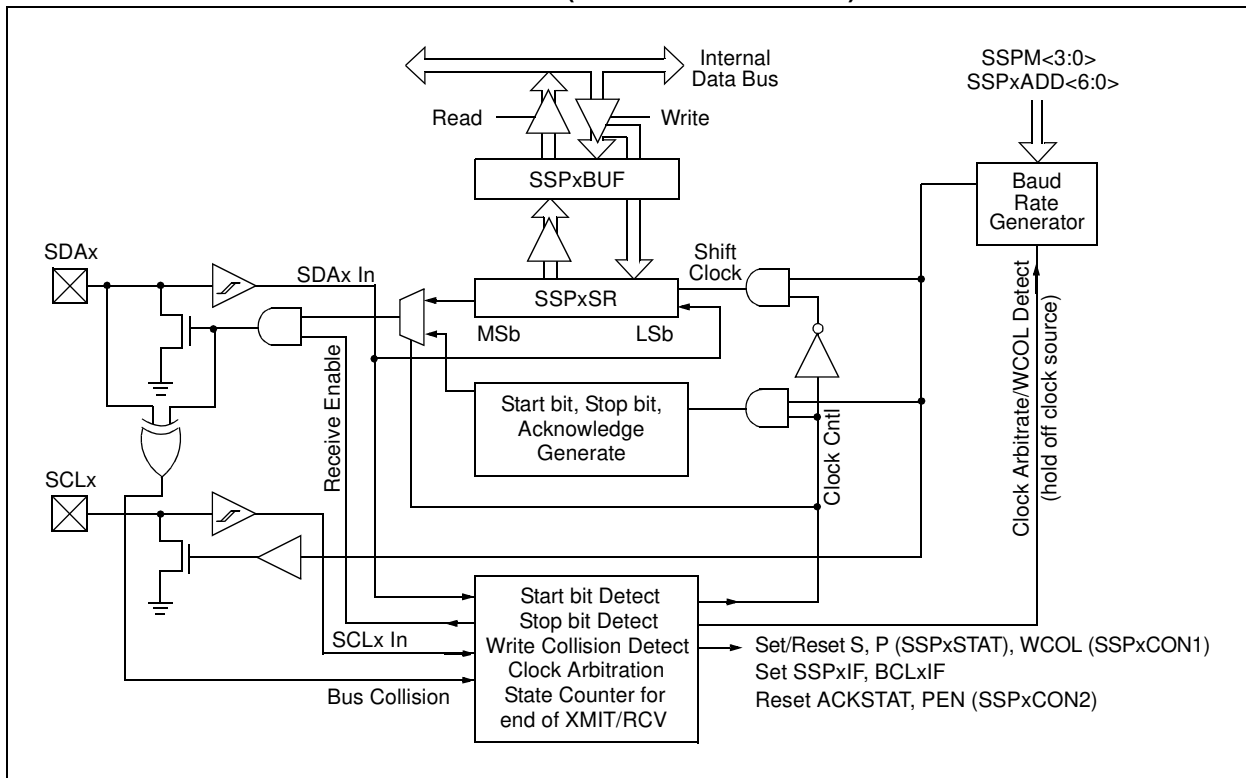 Internal
Data Bus
SSPM<3:0>
SSPxADD<6:0>
Read
Write
SSPxBUF
Baud
Rate
Generator
SDAx
SDAx In
Shift
Clock
SSPxSR
MSb
LSb
Receive Enable
Start bit, Stop bit,
Acknowledge
Generate
Clock Cntl
Clock Arbitrate/WCOL Detect
(hold off clock source)
SCLx
SCLx In
Bus Collision
Start bit Detect
Stop bit Detect
Write Collision Detect
Clock Arbitration
State Counter for
end of XMIT/RCV
Set/Reset S, P (SSPxSTAT), WCOL (SSPxCON1)
Set SSPxIF, BCLxIF
Reset ACKSTAT, PEN (SSPxCON2)